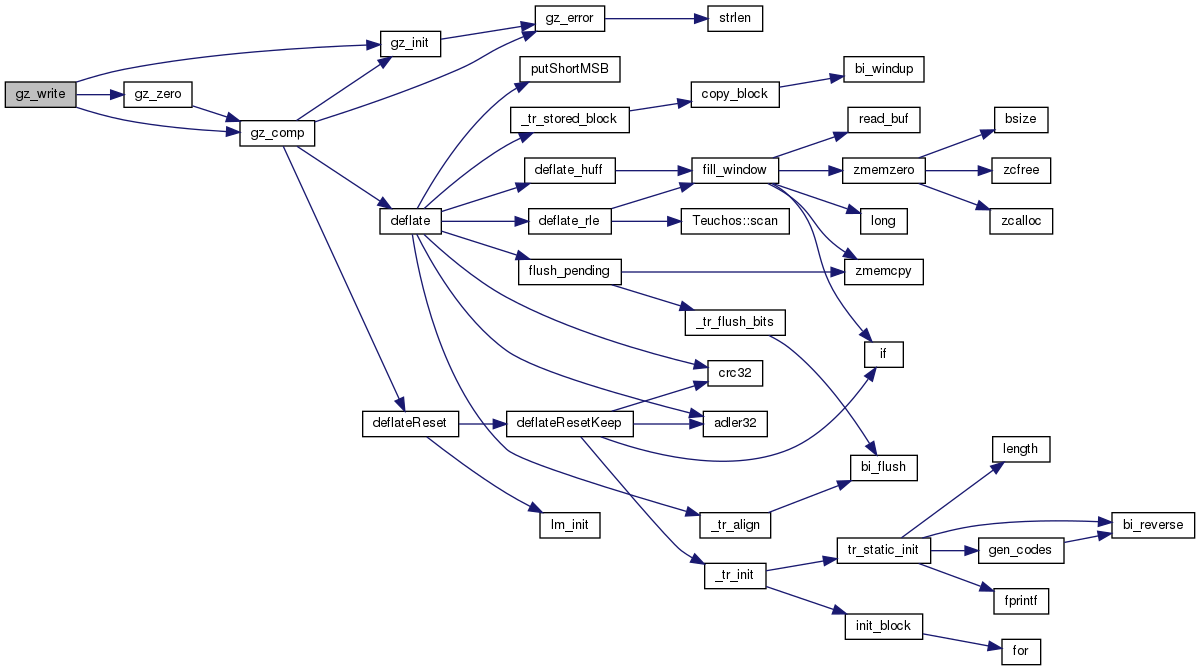 gz_write
gz_zero
gz_init
gz_comp
gz_error
strlen
putShortMSB
_tr_stored_block
copy_block
bi_windup
deflate
deflate_huff
fill_window
read_buf
zmemzero
bsize
zcfree
zcalloc
deflate_rle
Teuchos::scan
long
flush_pending
zmemcpy
_tr_flush_bits
if
crc32
deflateReset
deflateResetKeep
adler32
bi_flush
lm_init
_tr_align
_tr_init
tr_static_init
length
bi_reverse
gen_codes
fprintf
init_block
for